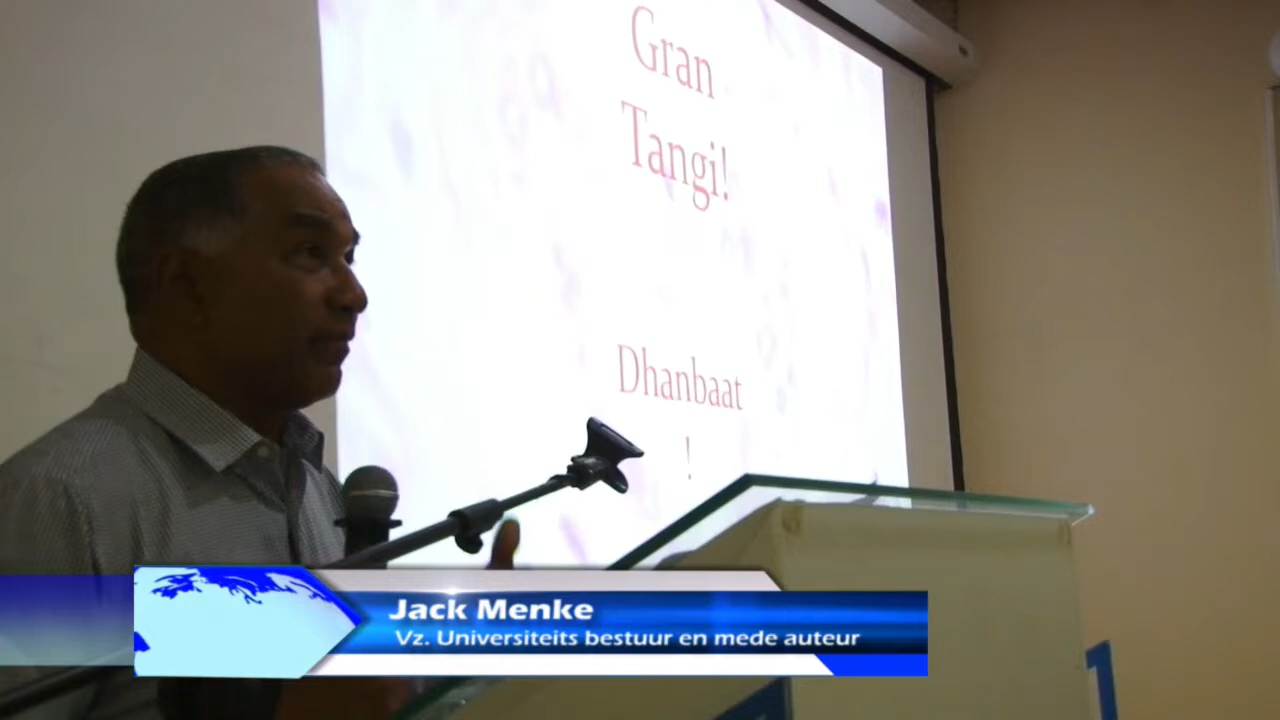 Gran
Tangi!
Dhanbaat
!
Jack Menke
Vz. Universiteits bestuur en mede auteur